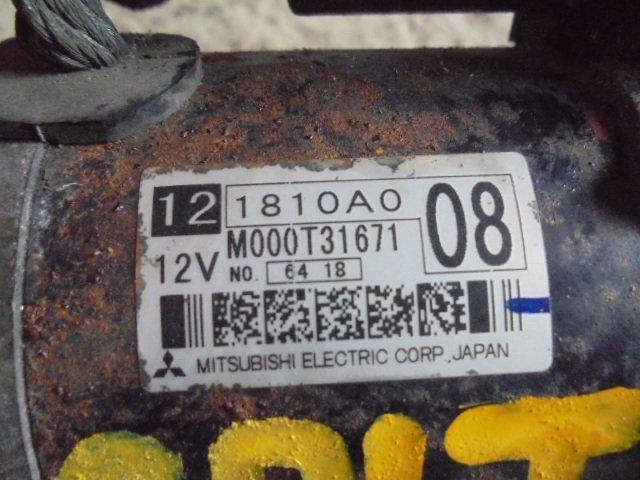 12 1810A0 08
M000T31671
12V NO. 64 18
MITSUBISHI ELECTRIC CORP., JAPAN